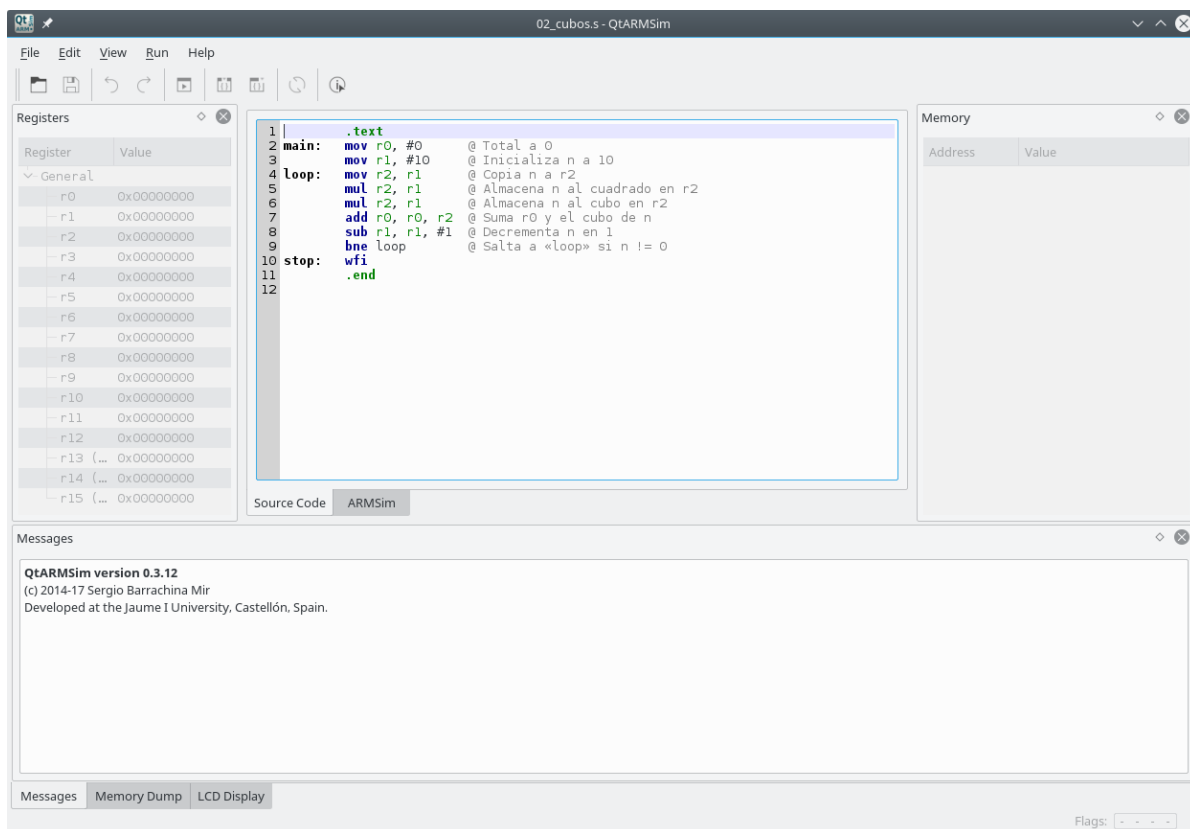 02_cubos.s - QtARMSim
File Edit View Run Help
Registers
Register Value
General
r0 0x00000000
r1 0x00000000
r2 0x00000000
r3 0x00000000
r4 0x00000000
r5 0x00000000
r6 0x00000000
r7 0x00000000
r8 0x00000000
r9 0x00000000
r10 0x00000000
r11 0x00000000
r12 0x00000000
r13 (... 0x00000000
r14 (... 0x00000000
r15 (... 0x00000000
1 .text
2 main: mov r0, #0 @ Total a 0
3 mov r1, #10 @ Inicializa n a 10
4 loop: mov r2, r1 @ Copia n a r2
5 mul r2, r1 @ Almacena n al cuadrado en r2
6 mul r2, r1 @ Almacena n al cubo en r2
7 add r0, r0, r2 @ Suma r0 y el cubo de n
8 sub r1, r1, #1 @ Decrementa n en 1
9 bne loop @ Salta a «loop» si n != 0
10 stop: wfi
11 .end
12
Source Code ARMSim
Memory
Address Value
Messages
QtARMSim version 0.3.12
(c) 2014-17 Sergio Barrachina Mir
Developed at the Jaume I University, Castellón, Spain.
Messages Memory Dump LCD Display
Flags: - - - -